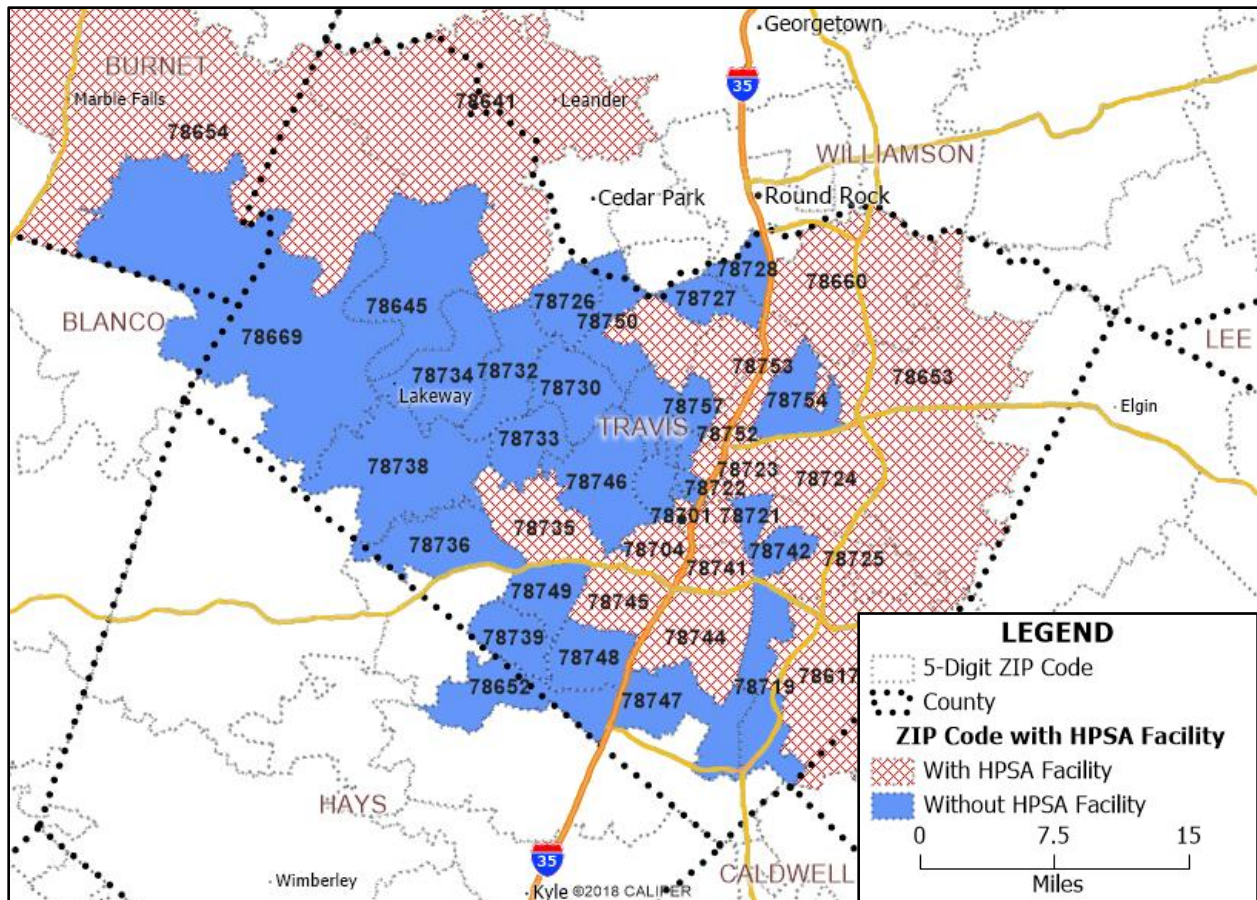 Georgetown
35
BURNET
Marble Falls
78641
Leander
78654
WILLIAMSON
Cedar Park
Round Rock
78728
78660
78726
78727
78645
78750
BLANCO
78669
LEE
78753
78653
78734
78732
78730
78754
Lakeway
78757
Elgin
TRAVIS
78752
78733
78738
78723
78746
78724
78722
78701
78721
78735
78736
78704
78742
78725
78741
78749
78745
LEGEND
5-Digit ZIP Code
County
ZIP Code with HPSA Facility
With HPSA Facility
Without HPSA Facility
0 7.5 15
Miles
78739
78744
78748
78617
78652
78747
78719
HAYS
35
CALDWELL
Wimberley
Kyle ©2018 CALIPER